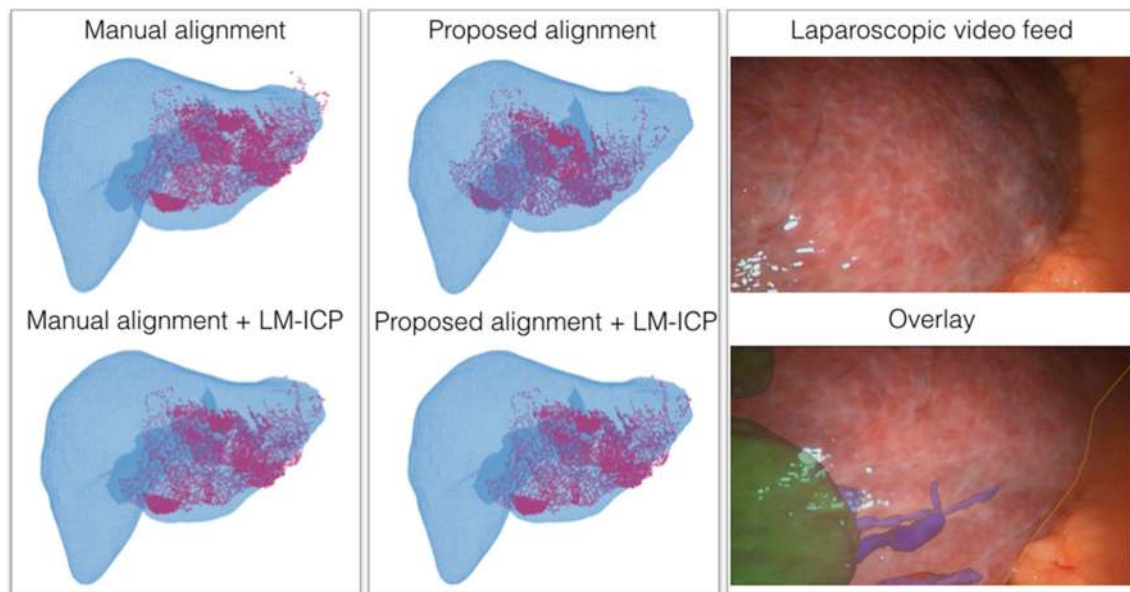 Manual alignment
Proposed alignment
Laparoscopic video feed
Manual alignment + LM-ICP
Proposed alignment + LM-ICP
Overlay